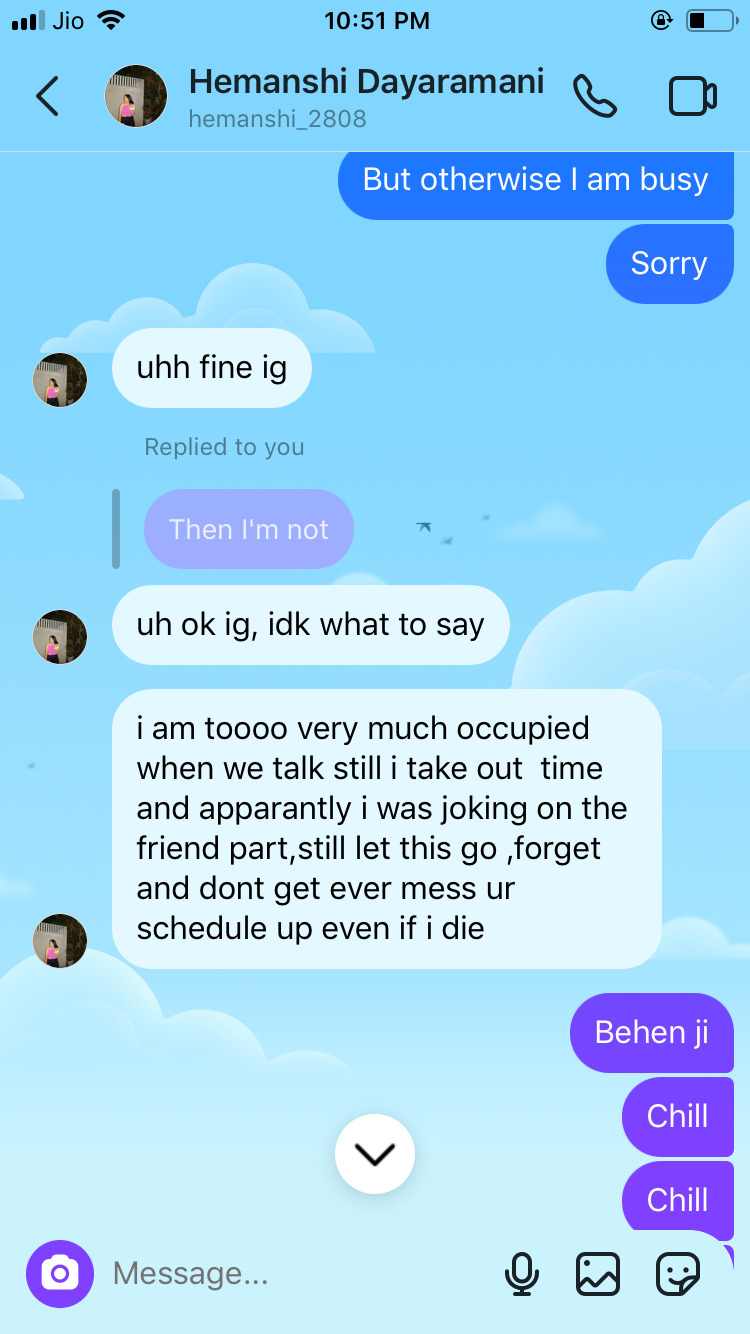 Jio
10:51 PM
Hemanshi Dayaramani
hemanshi_2808
But otherwise I am busy
Sorry
uhh fine ig
Replied to you
Then I'm not
uh ok ig, idk what to say
i am toooo very much occupied
when we talk still i take out  time
and apparantly i was joking on the
friend part,still let this go ,forget
and dont get ever mess ur
schedule up even if i die
Behen ji
Chill
Chill
Message...